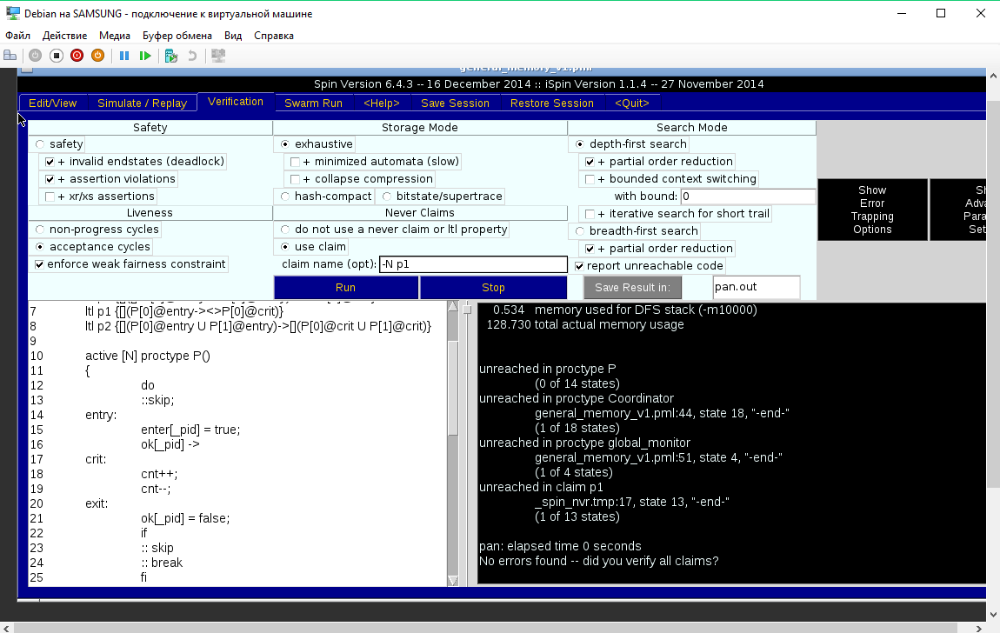 Debian на SAMSUNG - подключение к виртуальной машине
Файл Действие Медиа Буфер обмена Вид Справка
general_memory_v1.pml
Spin Version 6.4.3 -- 16 December 2014 :: iSpin Version 1.1.4 -- 27 November 2014
Edit/View Simulate / Replay Verification Swarm Run <Help> Save Session Restore Session <Quit>
Safety Storage Mode Search Mode
safety exhaustive depth-first search
+ invalid endstates (deadlock) + minimized automata (slow) + partial order reduction
+ assertion violations + collapse compression + bounded context switching
+ xr/xs assertions hash-compact bitstate/supertrace with bound: 0
Liveness Never Claims + iterative search for short trail
non-progress cycles do not use a never claim or ltl property breadth-first search
acceptance cycles use claim + partial order reduction
enforce weak fairness constraint claim name (opt): -N p1 report unreachable code
Run Stop Save Result in: pan.out
Show
Error
Trapping
Options
7 ltl p1 {[](P[0]@entry-><>P[0]@crit)}
8 ltl p2 {[](P[0]@entry U P[1]@entry)->[](P[0]@crit U P[1]@crit)}
9
10 active [N] proctype P()
11 {
12 do
13 ::skip;
14 entry:
15 enter[_pid] = true;
16 ok[_pid] ->
17 crit:
18 cnt++;
19 cnt--;
20 exit:
21 ok[_pid] = false;
22 if
23 :: skip
24 :: break
25 fi
0.534 memory used for DFS stack (-m10000)
128.730 total actual memory usage
unreached in proctype P
(0 of 14 states)
unreached in proctype Coordinator
general_memory_v1.pml:44, state 18, "-end-"
(1 of 18 states)
unreached in proctype global_monitor
general_memory_v1.pml:51, state 4, "-end-"
(1 of 4 states)
unreached in claim p1
_spin_nvr.tmp:17, state 13, "-end-"
(1 of 13 states)
pan: elapsed time 0 seconds
No errors found -- did you verify all claims?